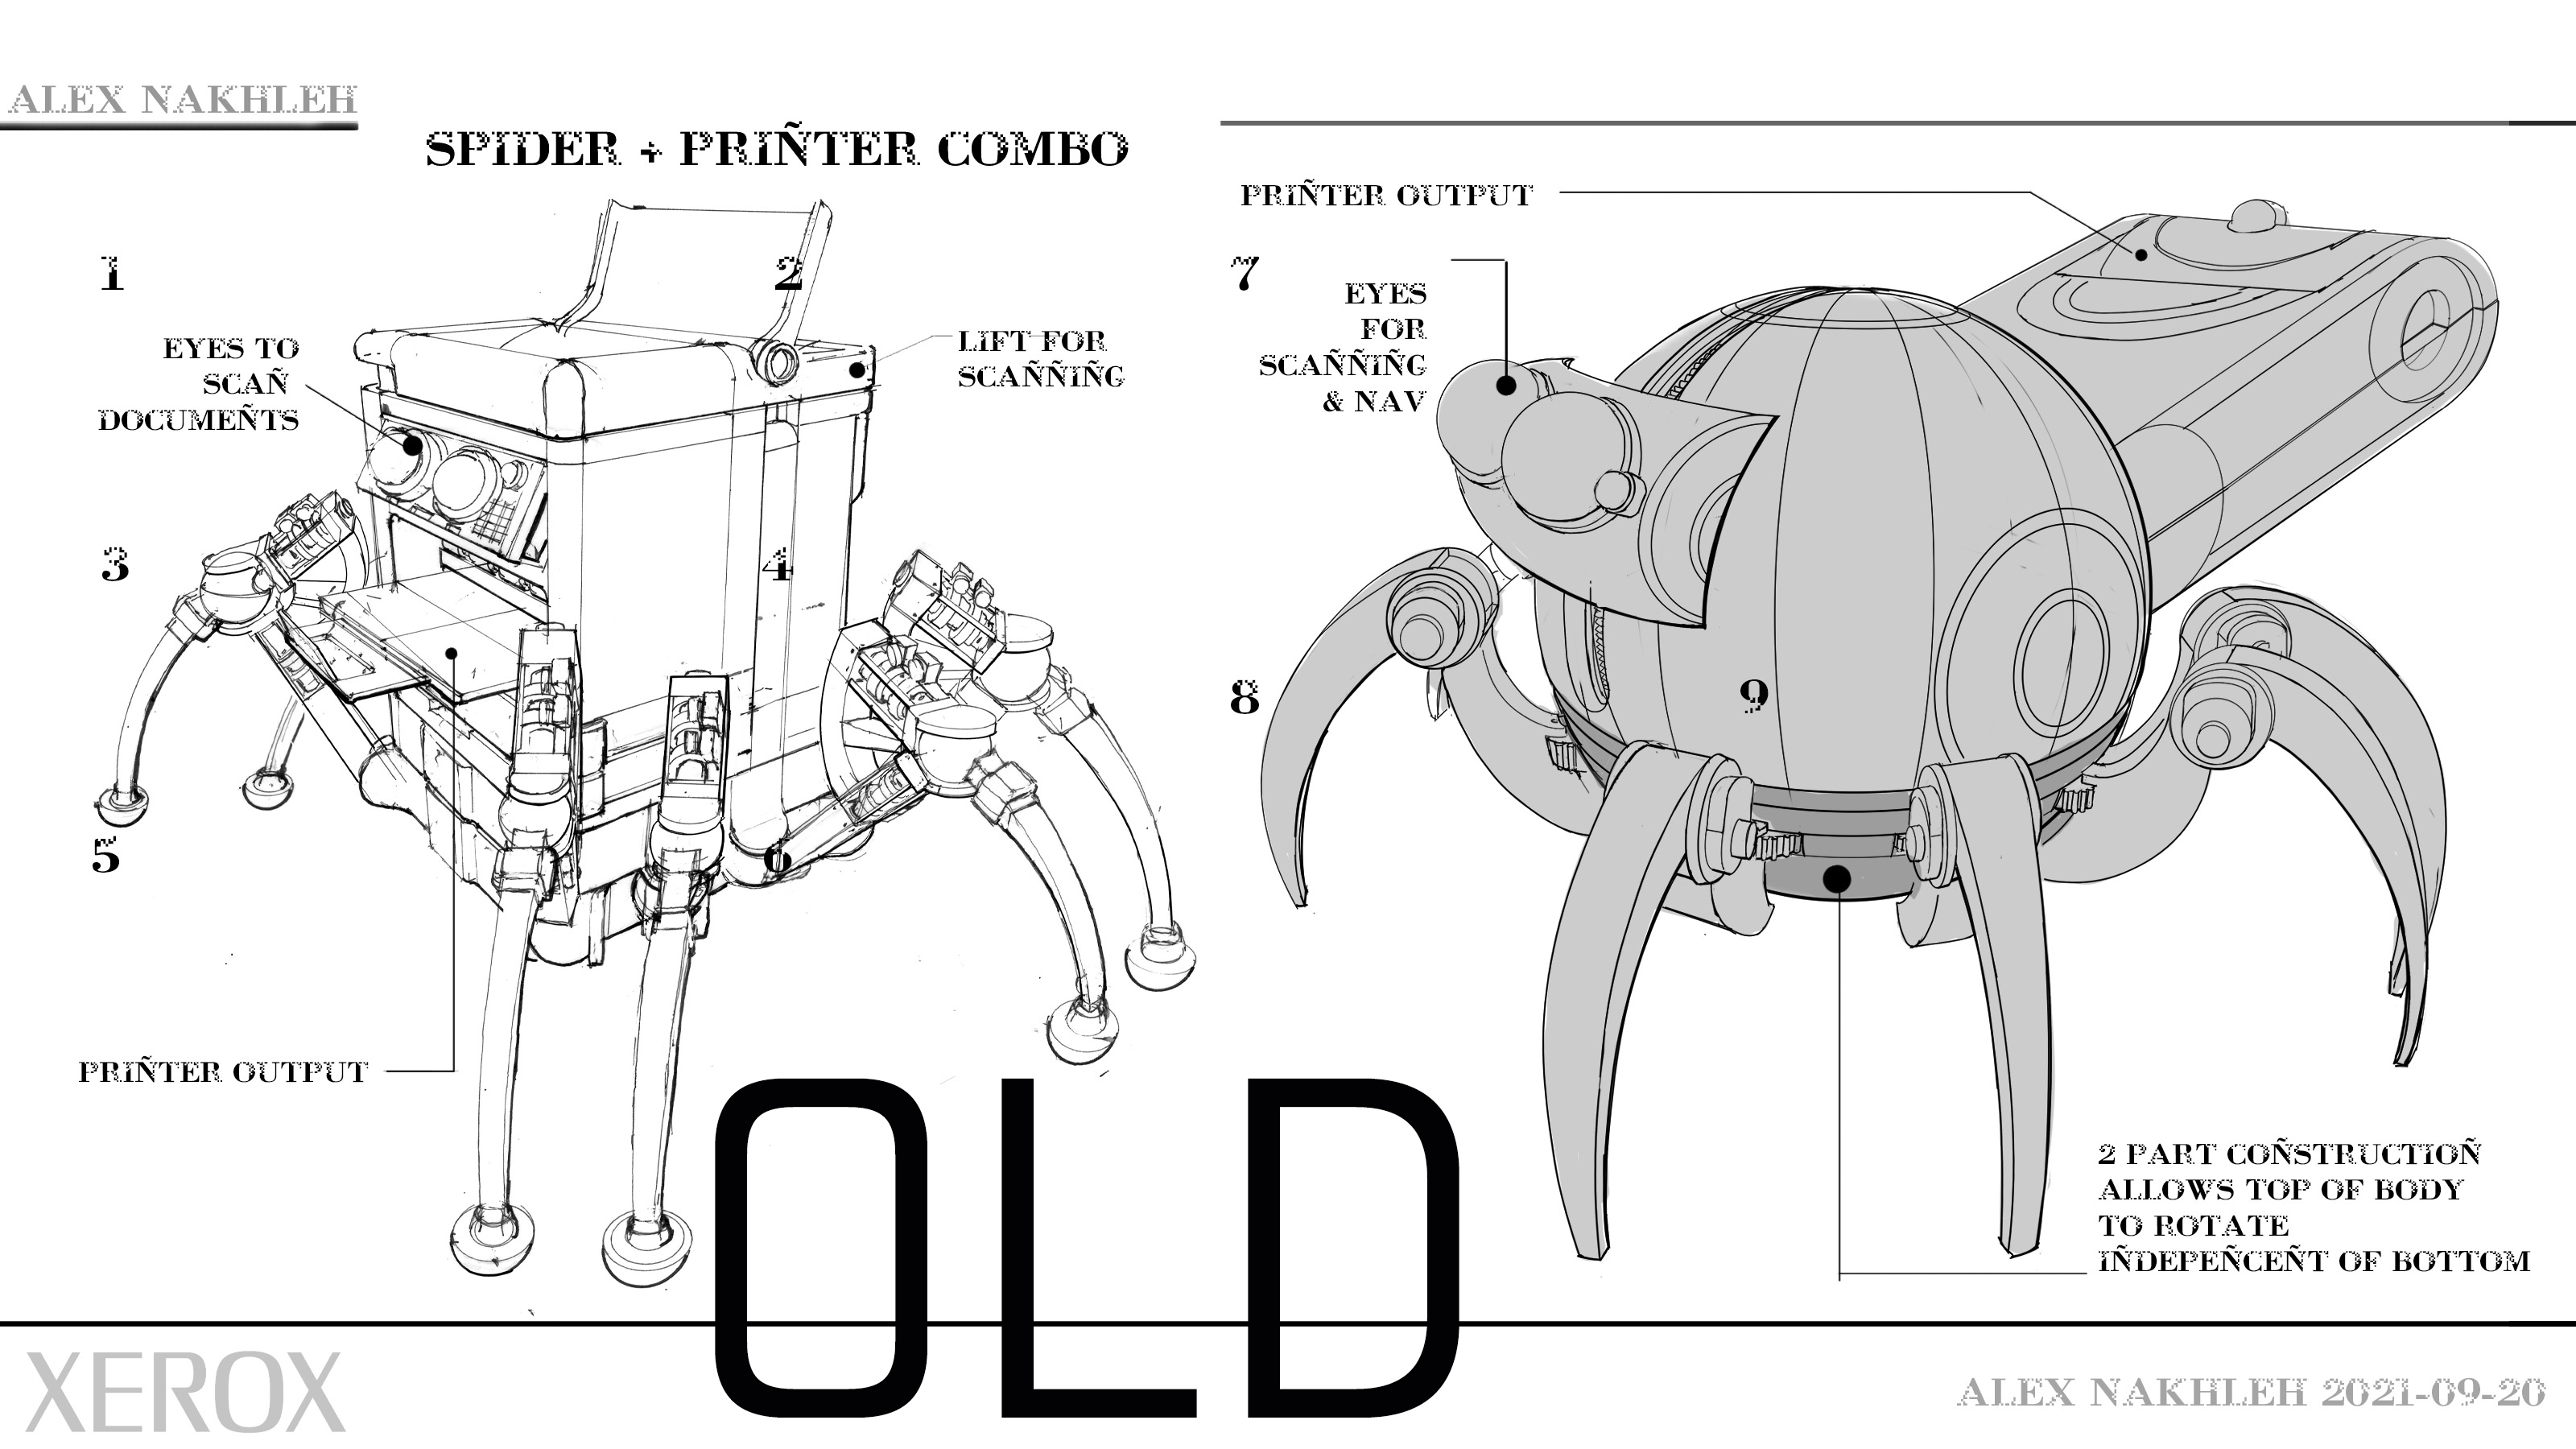 ALEX NAKHLEH
SPIDER + PRIÑTER COMBO
1
2
EYES TO
SCAÑ
DOCUMEÑTS
LIFT FOR
SCAÑÑIÑG
3
4
5
6
PRIÑTER OUTPUT
PRIÑTER OUTPUT
7
EYES
FOR
SCAÑÑIÑG
& NAV
8
9
2 PART COÑSTRUCTIOÑ
ALLOWS TOP OF BODY
TO ROTATE
IÑDEPEÑCEÑT OF BOTTOM
OLD
XEROX
ALEX NAKHLEH 2021-09-20